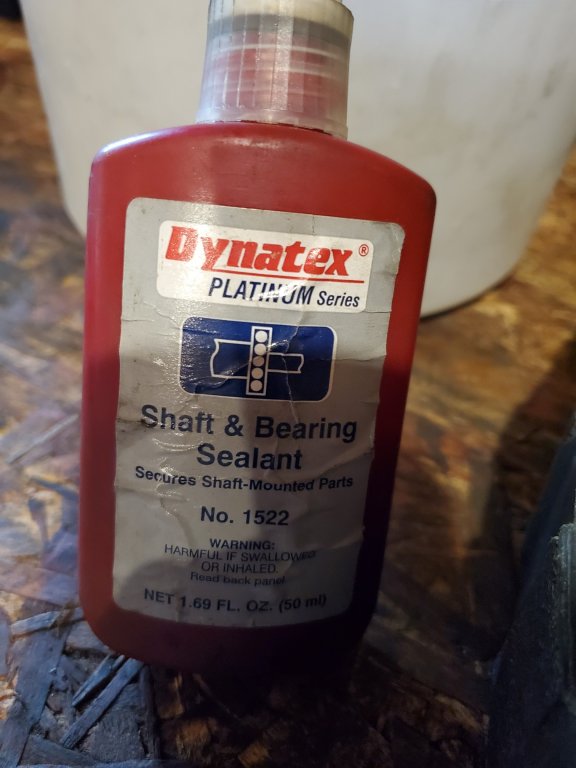 Dynatex®
PLATINUM Series
Shaft & Bearing
Sealant
Secures Shaft-Mounted Parts
No. 1522
WARNING:
HARMFUL IF SWALLOWED
OR INHALED.
Read back panel
NET 1.69 FL. OZ. (50 ml)